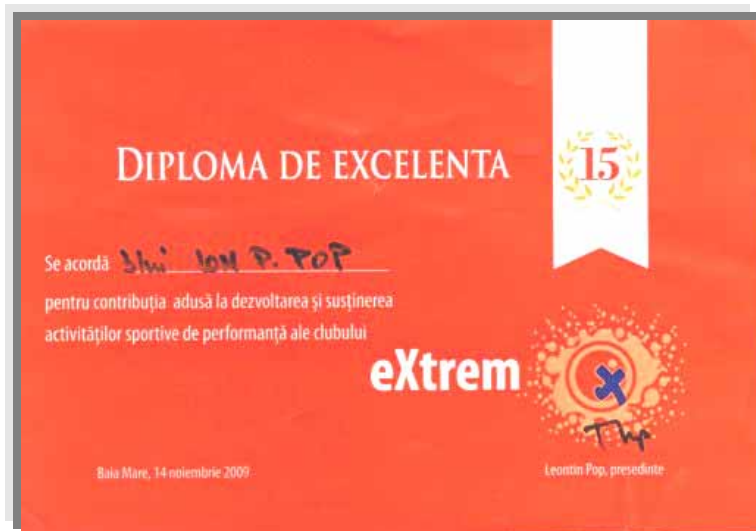 DIPLOMA DE EXCELENTA
15
Se acordă Dlui ION P. POP
pentru contribuția adusă la dezvoltarea și susținerea
activităților sportive de performanță ale clubului
eXtrem
X
Baia Mare, 14 noiembrie 2009
Leontin Pop, presedinte